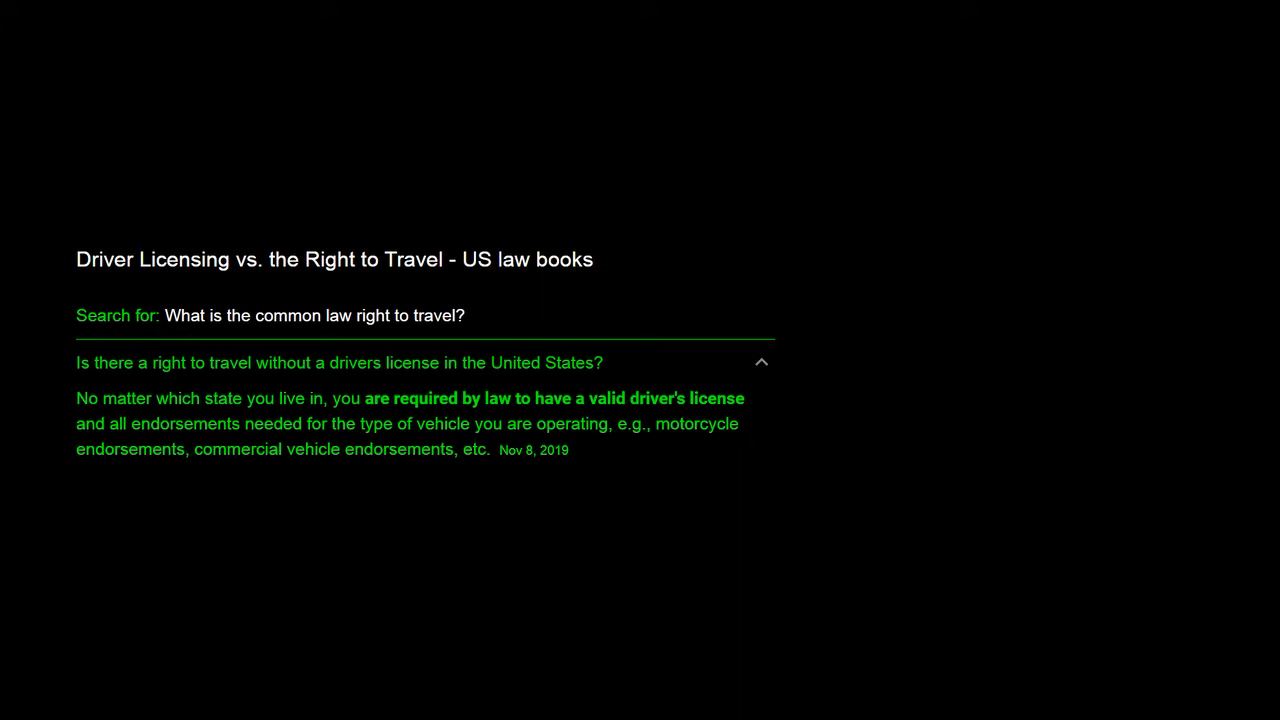 Driver Licensing vs. the Right to Travel - US law books
Search for: What is the common law right to travel?
Is there a right to travel without a drivers license in the United States?
No matter which state you live in, you are required by law to have a valid driver's license
and all endorsements needed for the type of vehicle you are operating, e.g., motorcycle
endorsements, commercial vehicle endorsements, etc. Nov 8, 2019